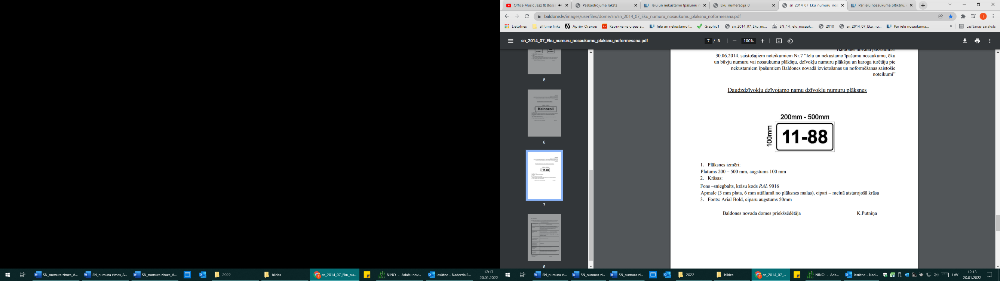 Office Music Jazz & Boss
Paskaidrojuma raksts
Ielu un nekustamo īpašumu n
Eku_numeracija_0
sn_2014_07_Eku_numuru_nos
Par ielu nosaukuma plākšņu,
baldone.lv/images/userfiles/dome/sn/sn_2014_07_Eku_numuru_nosaukumu_plaksnu_noformesana.pdf
T
Lietotnes
all time links
Артём Оганов
Картина из страз а...
Ielu un nekustamo ī...
Graphic1
sn_2014_07_Eku_nu...
SN_14_ielu_nosauk...
2010
sn_2014_07_Eku_nu...
Par ielu nosaukuma...
»
Lasīšanas saraksts
sn_2014_07_Eku_numuru_nosaukumu_plaksnu_noformesana.pdf
7 / 8
100%
5
Kalnozoli
6
11-88
7
8
Baldones novada pašvaldības
30.06.2014. saistošajiem noteikumiem Nr.7 “Ielu un nekustamo īpašumu nosaukumu, ēku
un būvju numuru vai nosaukumu plākšņu, dzīvokļu numuru plākšņu un karoga turētāju pie
nekustamiem īpašumiem Baldones novadā izvietošanas un noformēšanas saistošie
noteikumi”
Daudzdzīvokļu dzīvojamo namu dzīvokļu numuru plāksnes
200mm - 500mm
100mm
11-88
1. Plāksnes izmēri:
Platums 200 – 500 mm, augstums 100 mm
2. Krāsas:
Fons –sniegbalts, krāsu kods RAL 9016
Apmale (3 mm plata, 6 mm attālumā no plāksnes malas), cipari – melnā atstarojošā krāsa
3. Fonts: Arial Bold, ciparu augstums 50mm
Baldones novada domes priekšsēdētāja K.Putniņa
SN_numura zimes_A...
SN_numura zimes_A...
SN_numura zimes_A...
2022
bildes
sn_2014_07_Eku_nu...
NINO - Ādažu nov...
Iesūtne - Nadezda.R...
12:13
20.01.2022
SN_numura zi...
SN_numura zi...
SN_numura zi...
2022
bildes
sn_2014_07_...
NINO - Āda...
Iesūtne - Nad...
LAV
12:13
20.01.2022